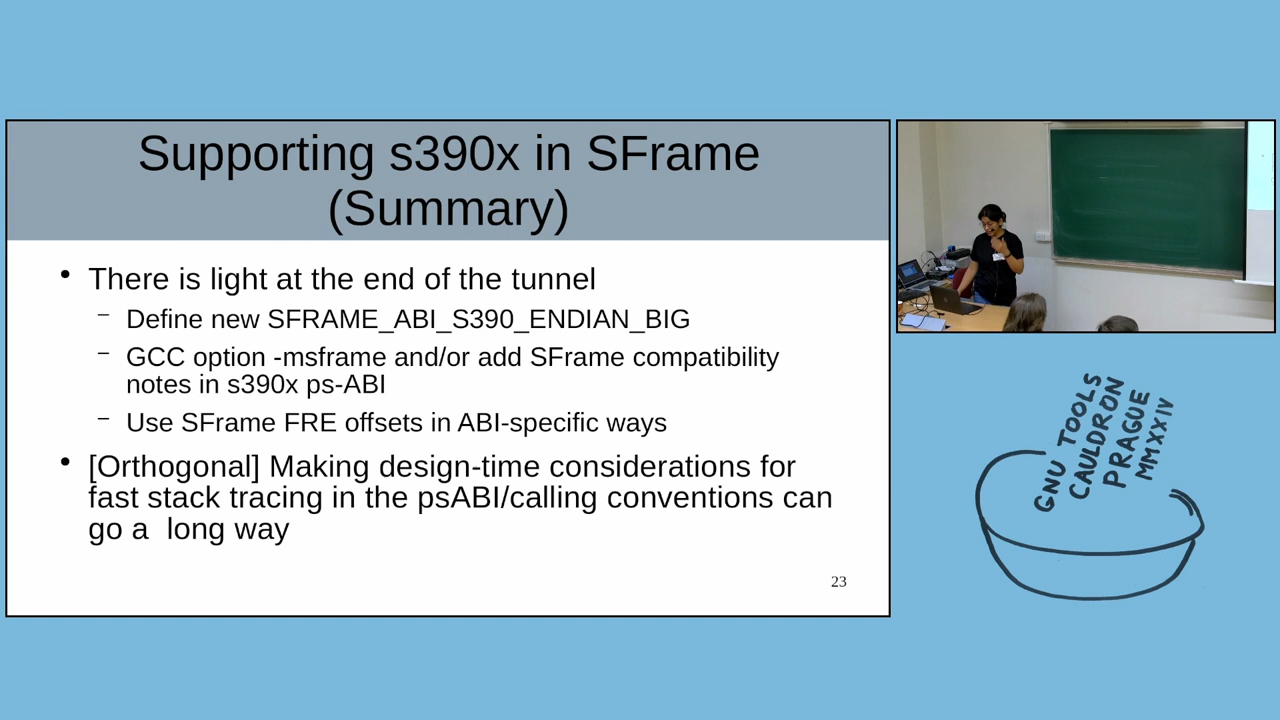 Supporting s390x in SFrame
(Summary)
• There is light at the end of the tunnel
– Define new SFRAME_ABI_S390_ENDIAN_BIG
– GCC option -msframe and/or add SFrame compatibility
notes in s390x ps-ABI
– Use SFrame FRE offsets in ABI-specific ways
• [Orthogonal] Making design-time considerations for
fast stack tracing in the psABI/calling conventions can
go a  long way
23
GNU TOOLS
CAULDRON
PRAGUE
MMXXIV